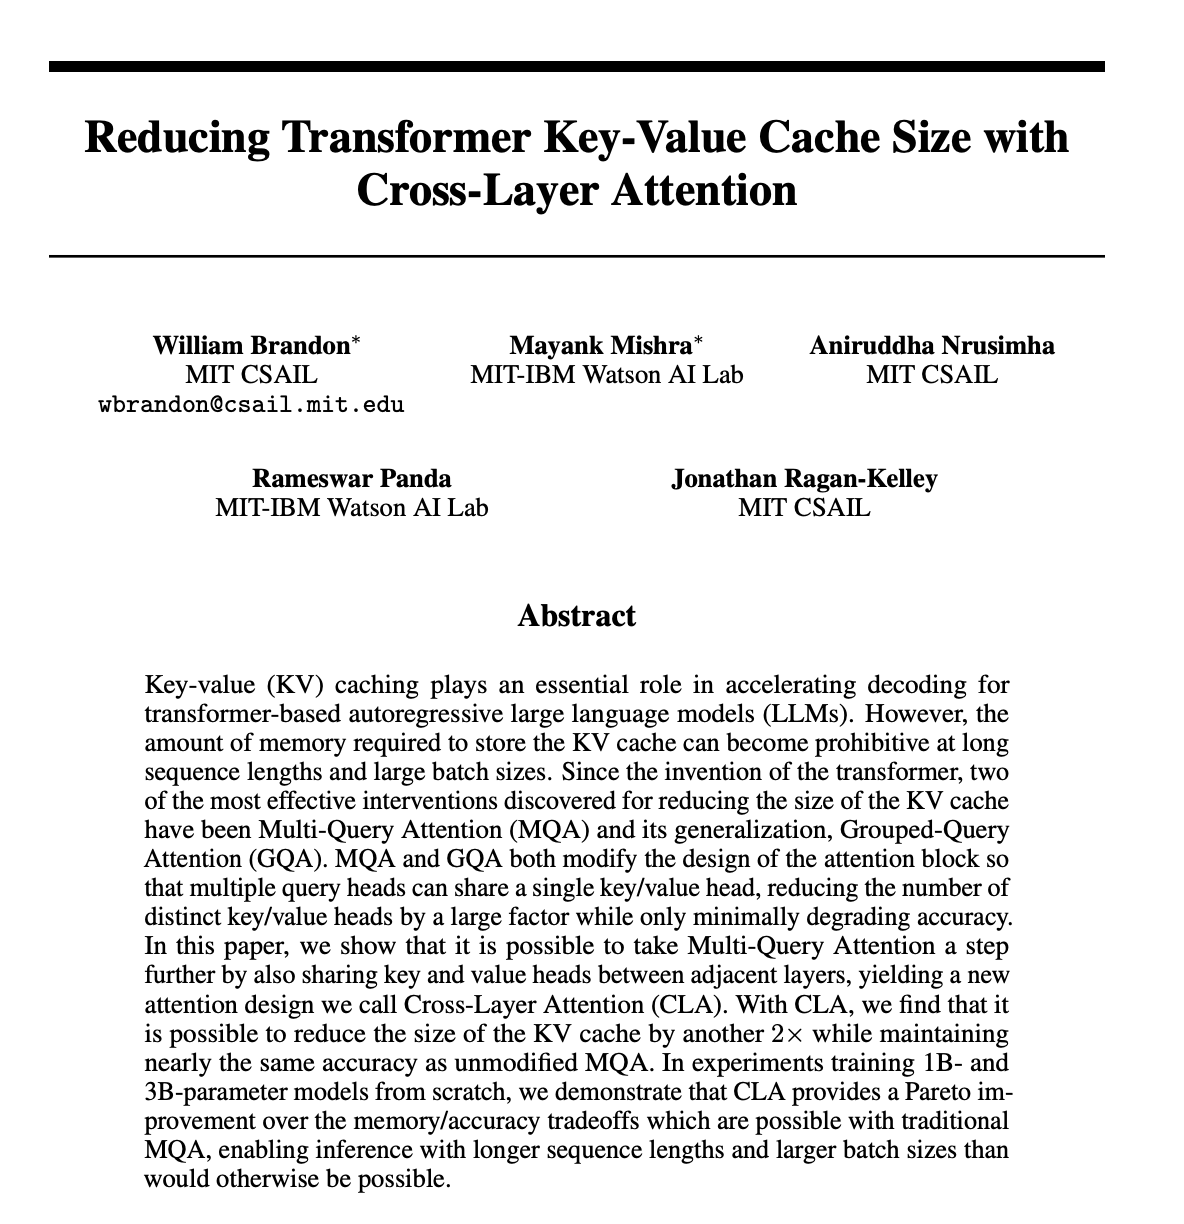 Reducing Transformer Key-Value Cache Size with
Cross-Layer Attention
William Brandon* Mayank Mishra* Aniruddha Nrusimha
MIT CSAIL MIT-IBM Watson AI Lab MIT CSAIL
wbrandon@csail.mit.edu
Rameswar Panda Jonathan Ragan-Kelley
MIT-IBM Watson AI Lab MIT CSAIL
Abstract
Key-value (KV) caching plays an essential role in accelerating decoding for
transformer-based autoregressive large language models (LLMs). However, the
amount of memory required to store the KV cache can become prohibitive at long
sequence lengths and large batch sizes. Since the invention of the transformer, two
of the most effective interventions discovered for reducing the size of the KV cache
have been Multi-Query Attention (MQA) and its generalization, Grouped-Query
Attention (GQA). MQA and GQA both modify the design of the attention block so
that multiple query heads can share a single key/value head, reducing the number of
distinct key/value heads by a large factor while only minimally degrading accuracy.
In this paper, we show that it is possible to take Multi-Query Attention a step
further by also sharing key and value heads between adjacent layers, yielding a new
attention design we call Cross-Layer Attention (CLA). With CLA, we find that it
is possible to reduce the size of the KV cache by another 2× while maintaining
nearly the same accuracy as unmodified MQA. In experiments training 1B- and
3B-parameter models from scratch, we demonstrate that CLA provides a Pareto im-
provement over the memory/accuracy tradeoffs which are possible with traditional
MQA, enabling inference with longer sequence lengths and larger batch sizes than
would otherwise be possible.